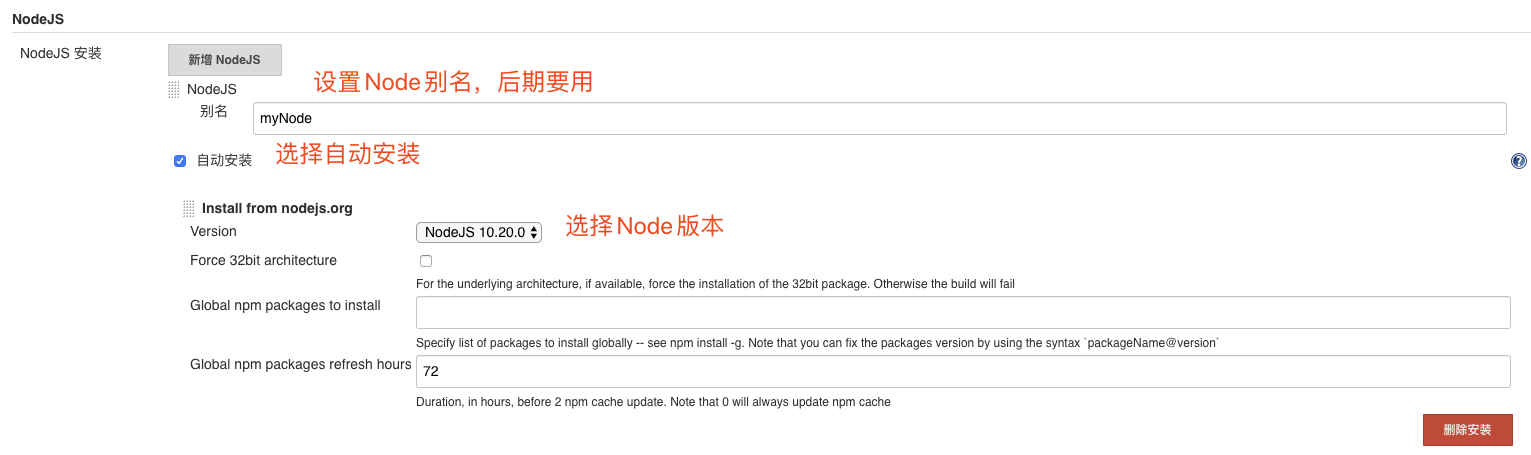 NodeJS
NodeJS 安装
新增 NodeJS
设置Node别名，后期要用
NodeJS
别名
myNode
自动安装
选择自动安装
Install from nodejs.org
Version
NodeJS 10.20.0
选择Node版本
Force 32bit architecture
For the underlying architecture, if available, force the installation of the 32bit package. Otherwise the build will fail
Global npm packages to install
Specify list of packages to install globally -- see npm install -g. Note that you can fix the packages version by using the syntax `packageName@version`
Global npm packages refresh hours
72
Duration, in hours, before 2 npm cache update. Note that 0 will always update npm cache
删除安装